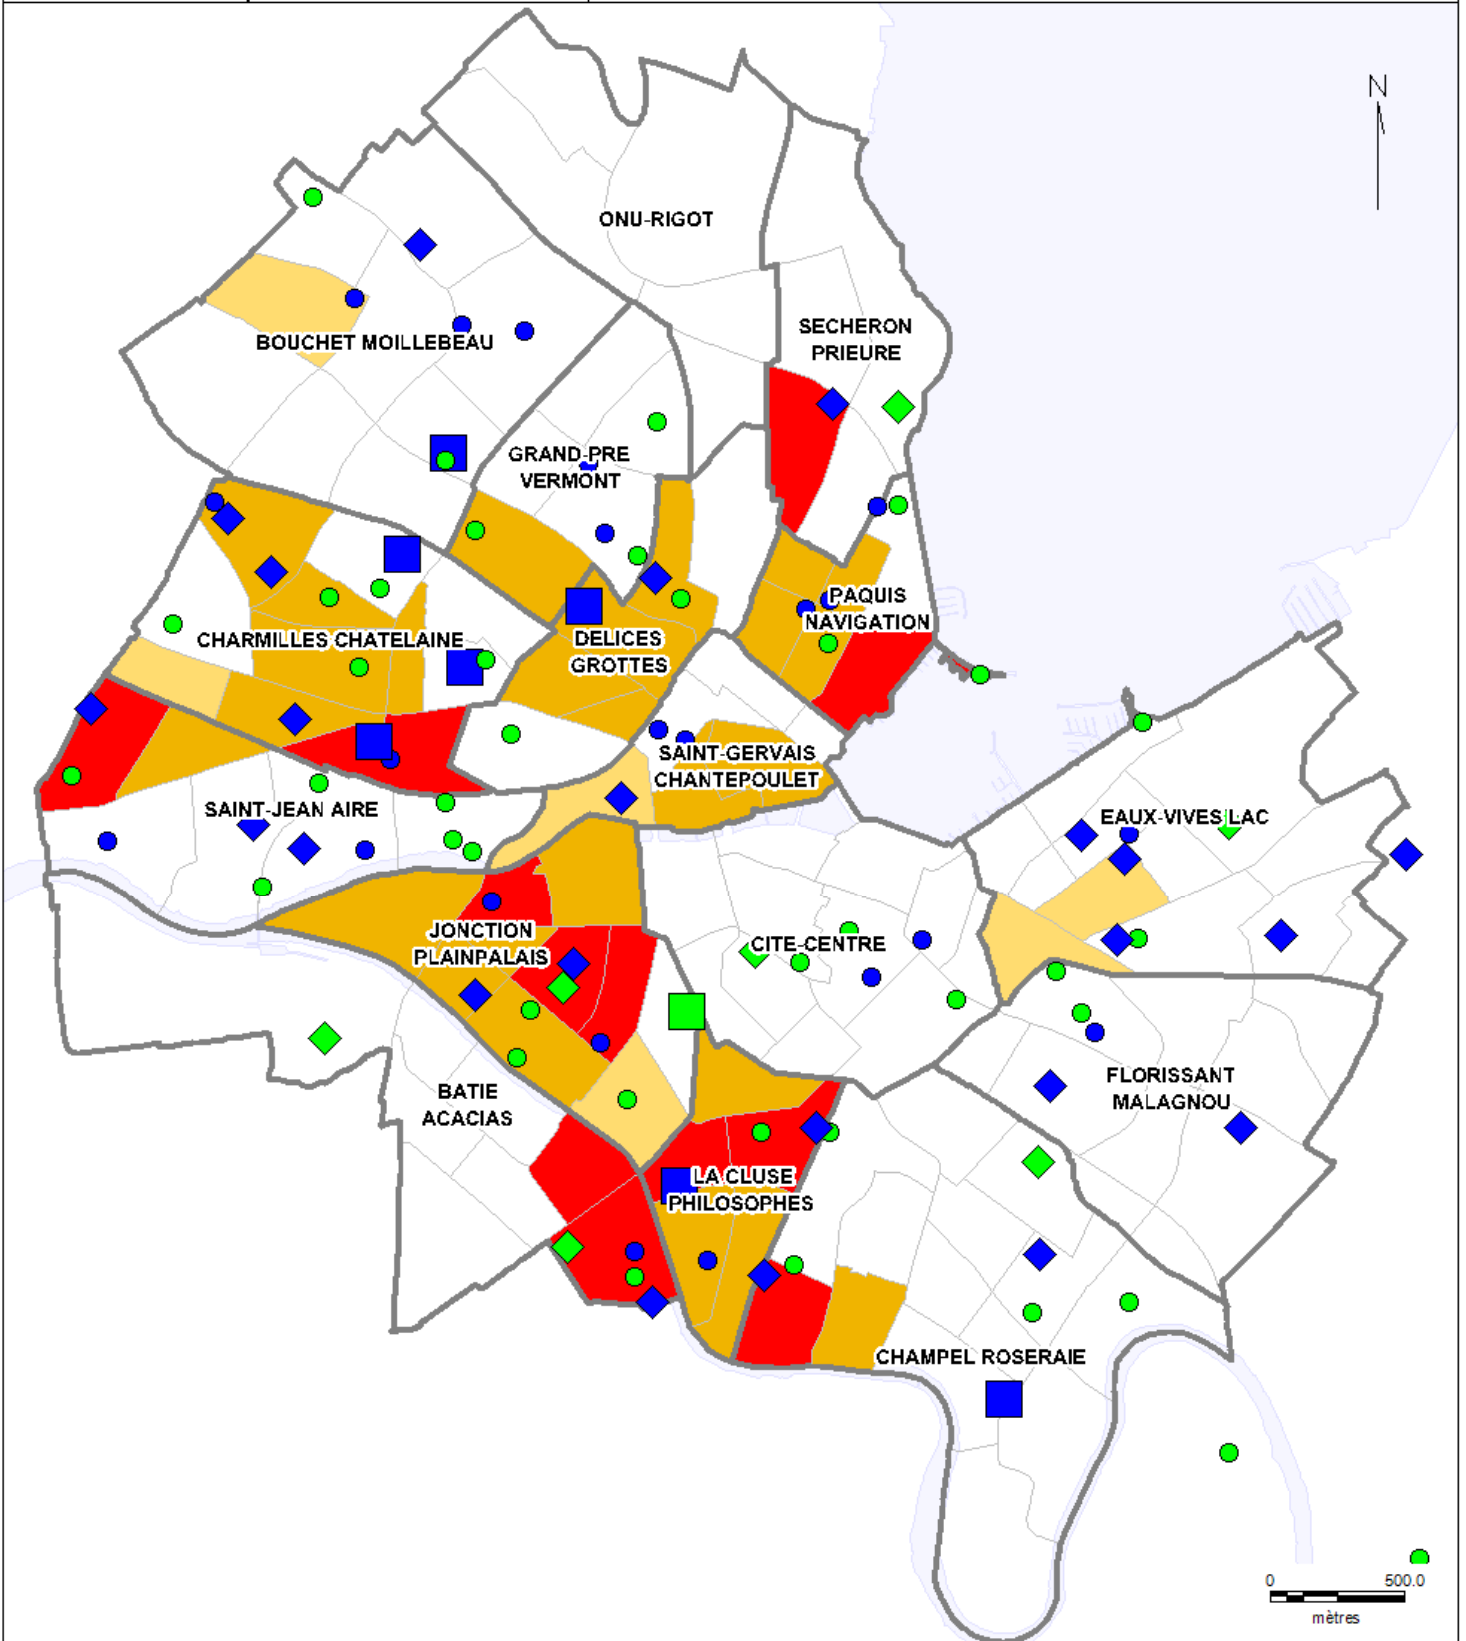 N
ONU-RIGOT
SECHERON
PRIEURE
BOUCHET MOILLEBEAU
GRAND-PRE
VERMONT
PAQUIS
NAVIGATION
CHARMILLES CHATELAINE
DELICES
GROTTES
SAINT-GERVAIS
CHANTEPOULET
SAINT-JEAN AIRE
EAUX-VIVES LAC
JONCTION
PLAINPALAIS
CITE-CENTRE
BATIE
ACACIAS
FLORISSANT
MALAGNOU
LA CLUSE
PHILOSOPHES
CHAMPEL ROSERAIE
0 500.0
mètres